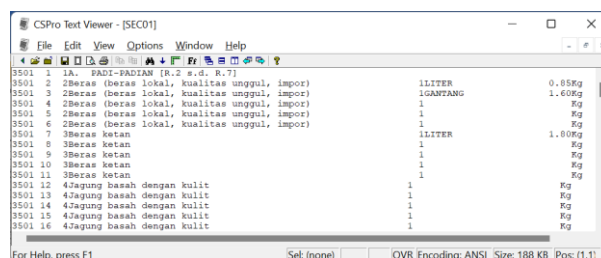 CSPro Text Viewer - [SEC01]
File Edit View Options Window Help
3501 1 1A. PADI-PADIAN [R.2 s.d. R.7]
3501 2 2Beras (beras lokal, kualitas unggul, impor) 1LITER 0.85Kg
3501 3 2Beras (beras lokal, kualitas unggul, impor) 1GANTANG 1.60Kg
3501 4 2Beras (beras lokal, kualitas unggul, impor) 1 Kg
3501 5 2Beras (beras lokal, kualitas unggul, impor) 1 Kg
3501 6 2Beras (beras lokal, kualitas unggul, impor) 1 Kg
3501 7 3Beras ketan 1LITER 1.80Kg
3501 8 3Beras ketan 1 Kg
3501 9 3Beras ketan 1 Kg
3501 10 3Beras ketan 1 Kg
3501 11 3Beras ketan 1 Kg
3501 12 4Jagung basah dengan kulit 1 Kg
3501 13 4Jagung basah dengan kulit 1 Kg
3501 14 4Jagung basah dengan kulit 1 Kg
3501 15 4Jagung basah dengan kulit 1 Kg
3501 16 4Jagung basah dengan kulit 1 Kg
For Help, press F1 Sel: (none) OVR Encoding: ANSI Size: 188 KB Pos: (1,1)